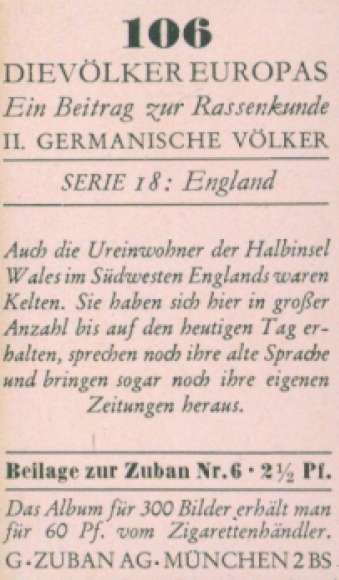 106
DIE VÖLKER EUROPAS
Ein Beitrag zur Rassenkunde
II. GERMANISCHE VÖLKER
SERIE 18: England
Auch die Ureinwohner der Halbinsel
Wales im Südwesten Englands waren
Kelten. Sie haben sich hier in großer
Anzahl bis auf den heutigen Tag er-
halten, sprechen noch ihre alte Sprache
und bringen sogar noch ihre eigenen
Zeitungen heraus.
Beilage zur Zuban Nr. 6 · 2½ Pf.
Das Album für 300 Bilder erhält man
für 60 Pf. vom Zigarettenhändler.
G · ZUBAN AG · MÜNCHEN 2 BS